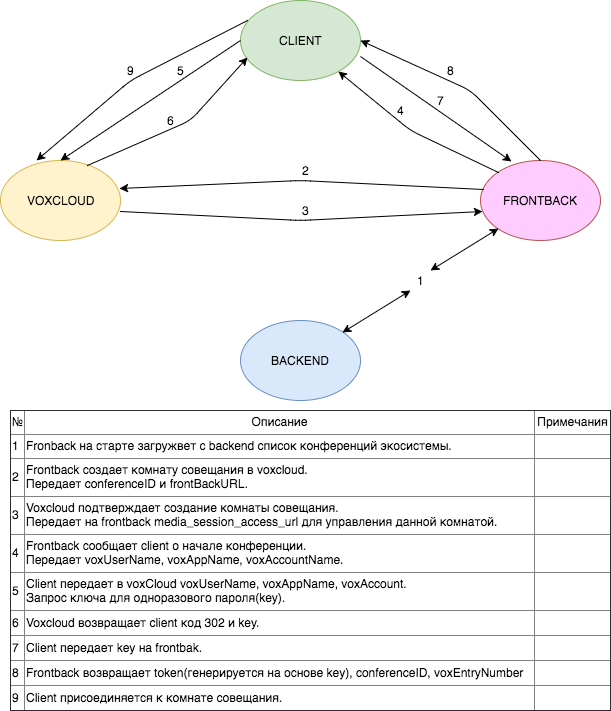 CLIENT
9
5
8
7
6
4
2
VOXCLOUD
FRONTBACK
3
1
BACKEND
№ Описание Примечания
1 Fronback на старте загружвет с backend список конференций экосистемы.
2 Frontback создает комнату совещания в voxcloud.
Передает conferenceID и frontBackURL.
3 Voxcloud подтверждает создание комнаты совещания.
Передает на frontback media_session_access_url для управления данной комнатой.
4 Frontback сообщает client о начале конференции.
Передает voxUserName, voxAppName, voxAccountName.
5 Client передает в voxCloud voxUserName, voxAppName, voxAccount.
Запрос ключа для одноразового пароля(key).
6 Voxcloud возвращает client код 302 и key.
7 Client передает key на frontbak.
8 Frontback возвращает token(генерируется на основе key), conferenceID, voxEntryNumber
9 Client присоединяется к комнате совещания.